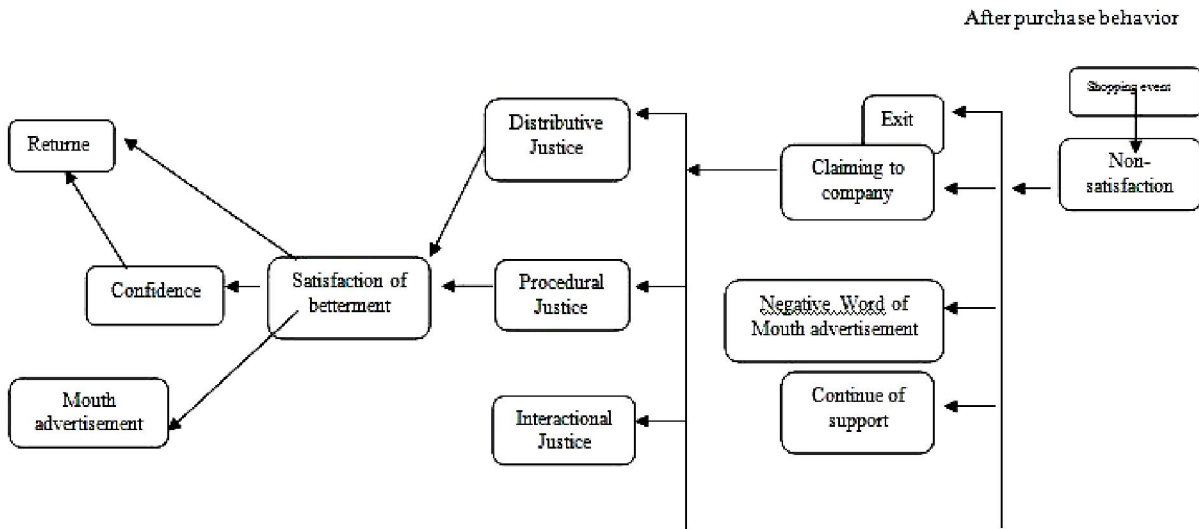 After purchase behavior
Shopping event
Exit
Distributive
Justice
Returne
Claiming to
company
Non-
satisfaction
Confidence
Satisfaction of
betterment
Procedural
Justice
Negative Word of
Mouth advertisement
Mouth
advertisement
Interactional
Justice
Continue of
support